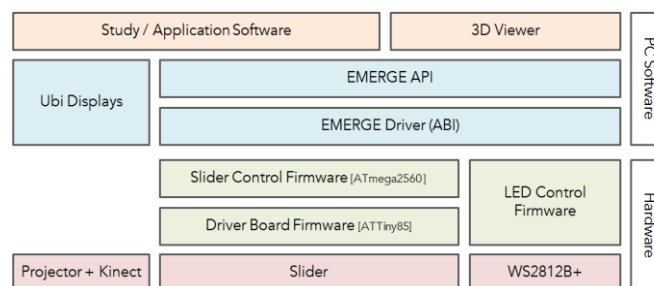 Study / Application Software
3D Viewer
PC Software
Ubi Displays
EMERGE API
EMERGE Driver (ABI)
Slider Control Firmware [ATmega2560]
LED Control
Firmware
Hardware
Driver Board Firmware [ATTiny85]
Projector + Kinect
Slider
WS2812B+